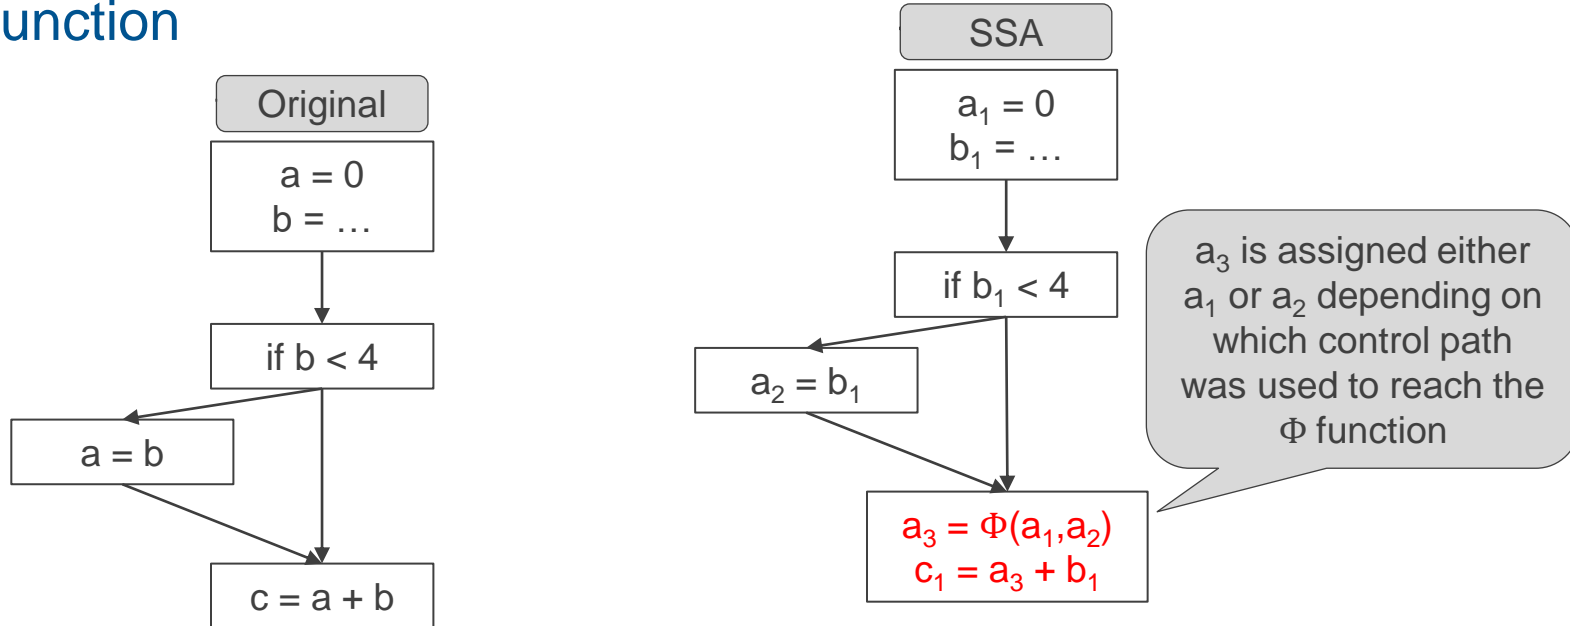 unction
Original
a = 0
b = …
if b < 4
a = b
c = a + b
SSA
a₁ = 0
b₁ = …
if b₁ < 4
a₂ = b₁
a₃ = Φ(a₁,a₂)
c₁ = a₃ + b₁
a₃ is assigned either
a₁ or a₂ depending on
which control path
was used to reach the
Φ function